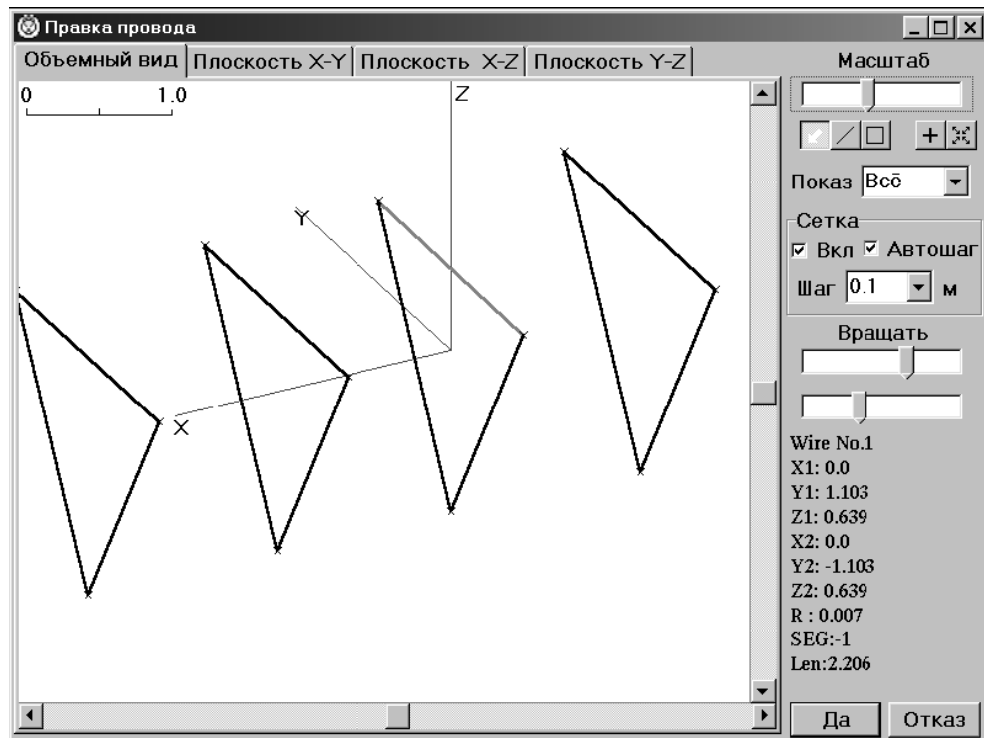 Правка провода
Объемный вид Плоскость X-Y Плоскость X-Z Плоскость Y-Z
Масштаб
0 1.0
Z
Y
X
Показ Всё
Сетка
Вкл Автошаг
Шаг 0.1 м
Вращать
Wire No.1
X1: 0.0
Y1: 1.103
Z1: 0.639
X2: 0.0
Y2: -1.103
Z2: 0.639
R : 0.007
SEG:-1
Len:2.206
Да Отказ